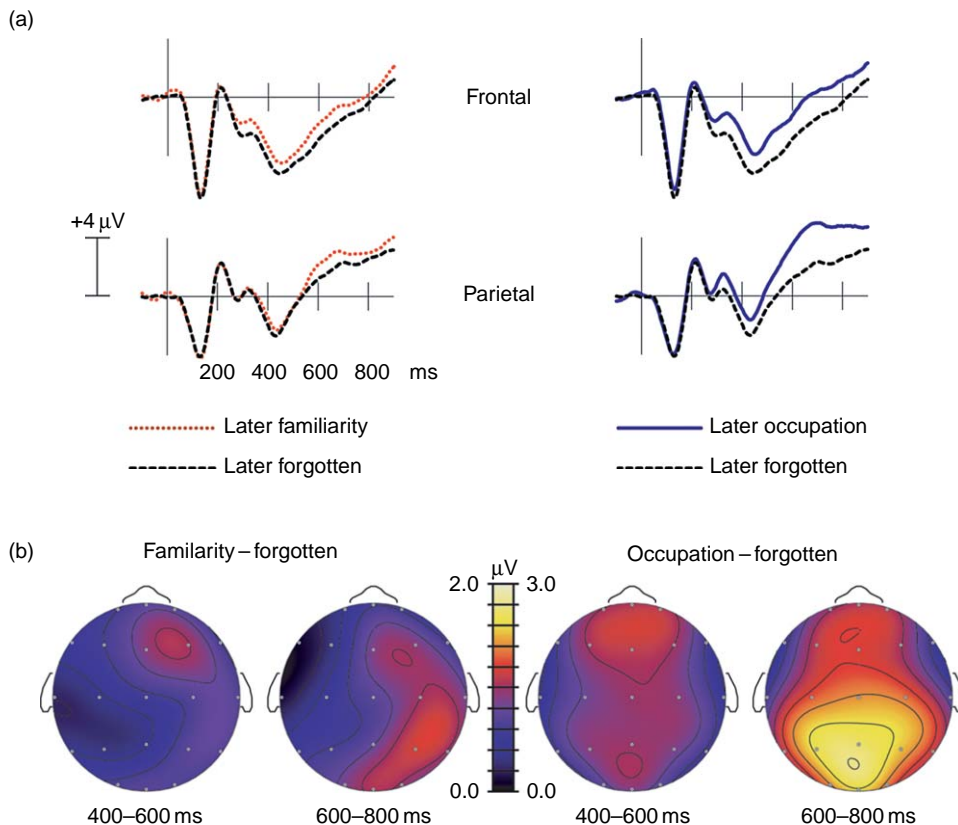 (a)
Frontal
+4 µV
Parietal
200 400 600 800 ms
Later familiarity
Later forgotten
Later occupation
Later forgotten
(b)
Familarity – forgotten
Occupation – forgotten
µV
2.0 3.0
0.0 0.0
400–600 ms
600–800 ms
400–600 ms
600–800 ms